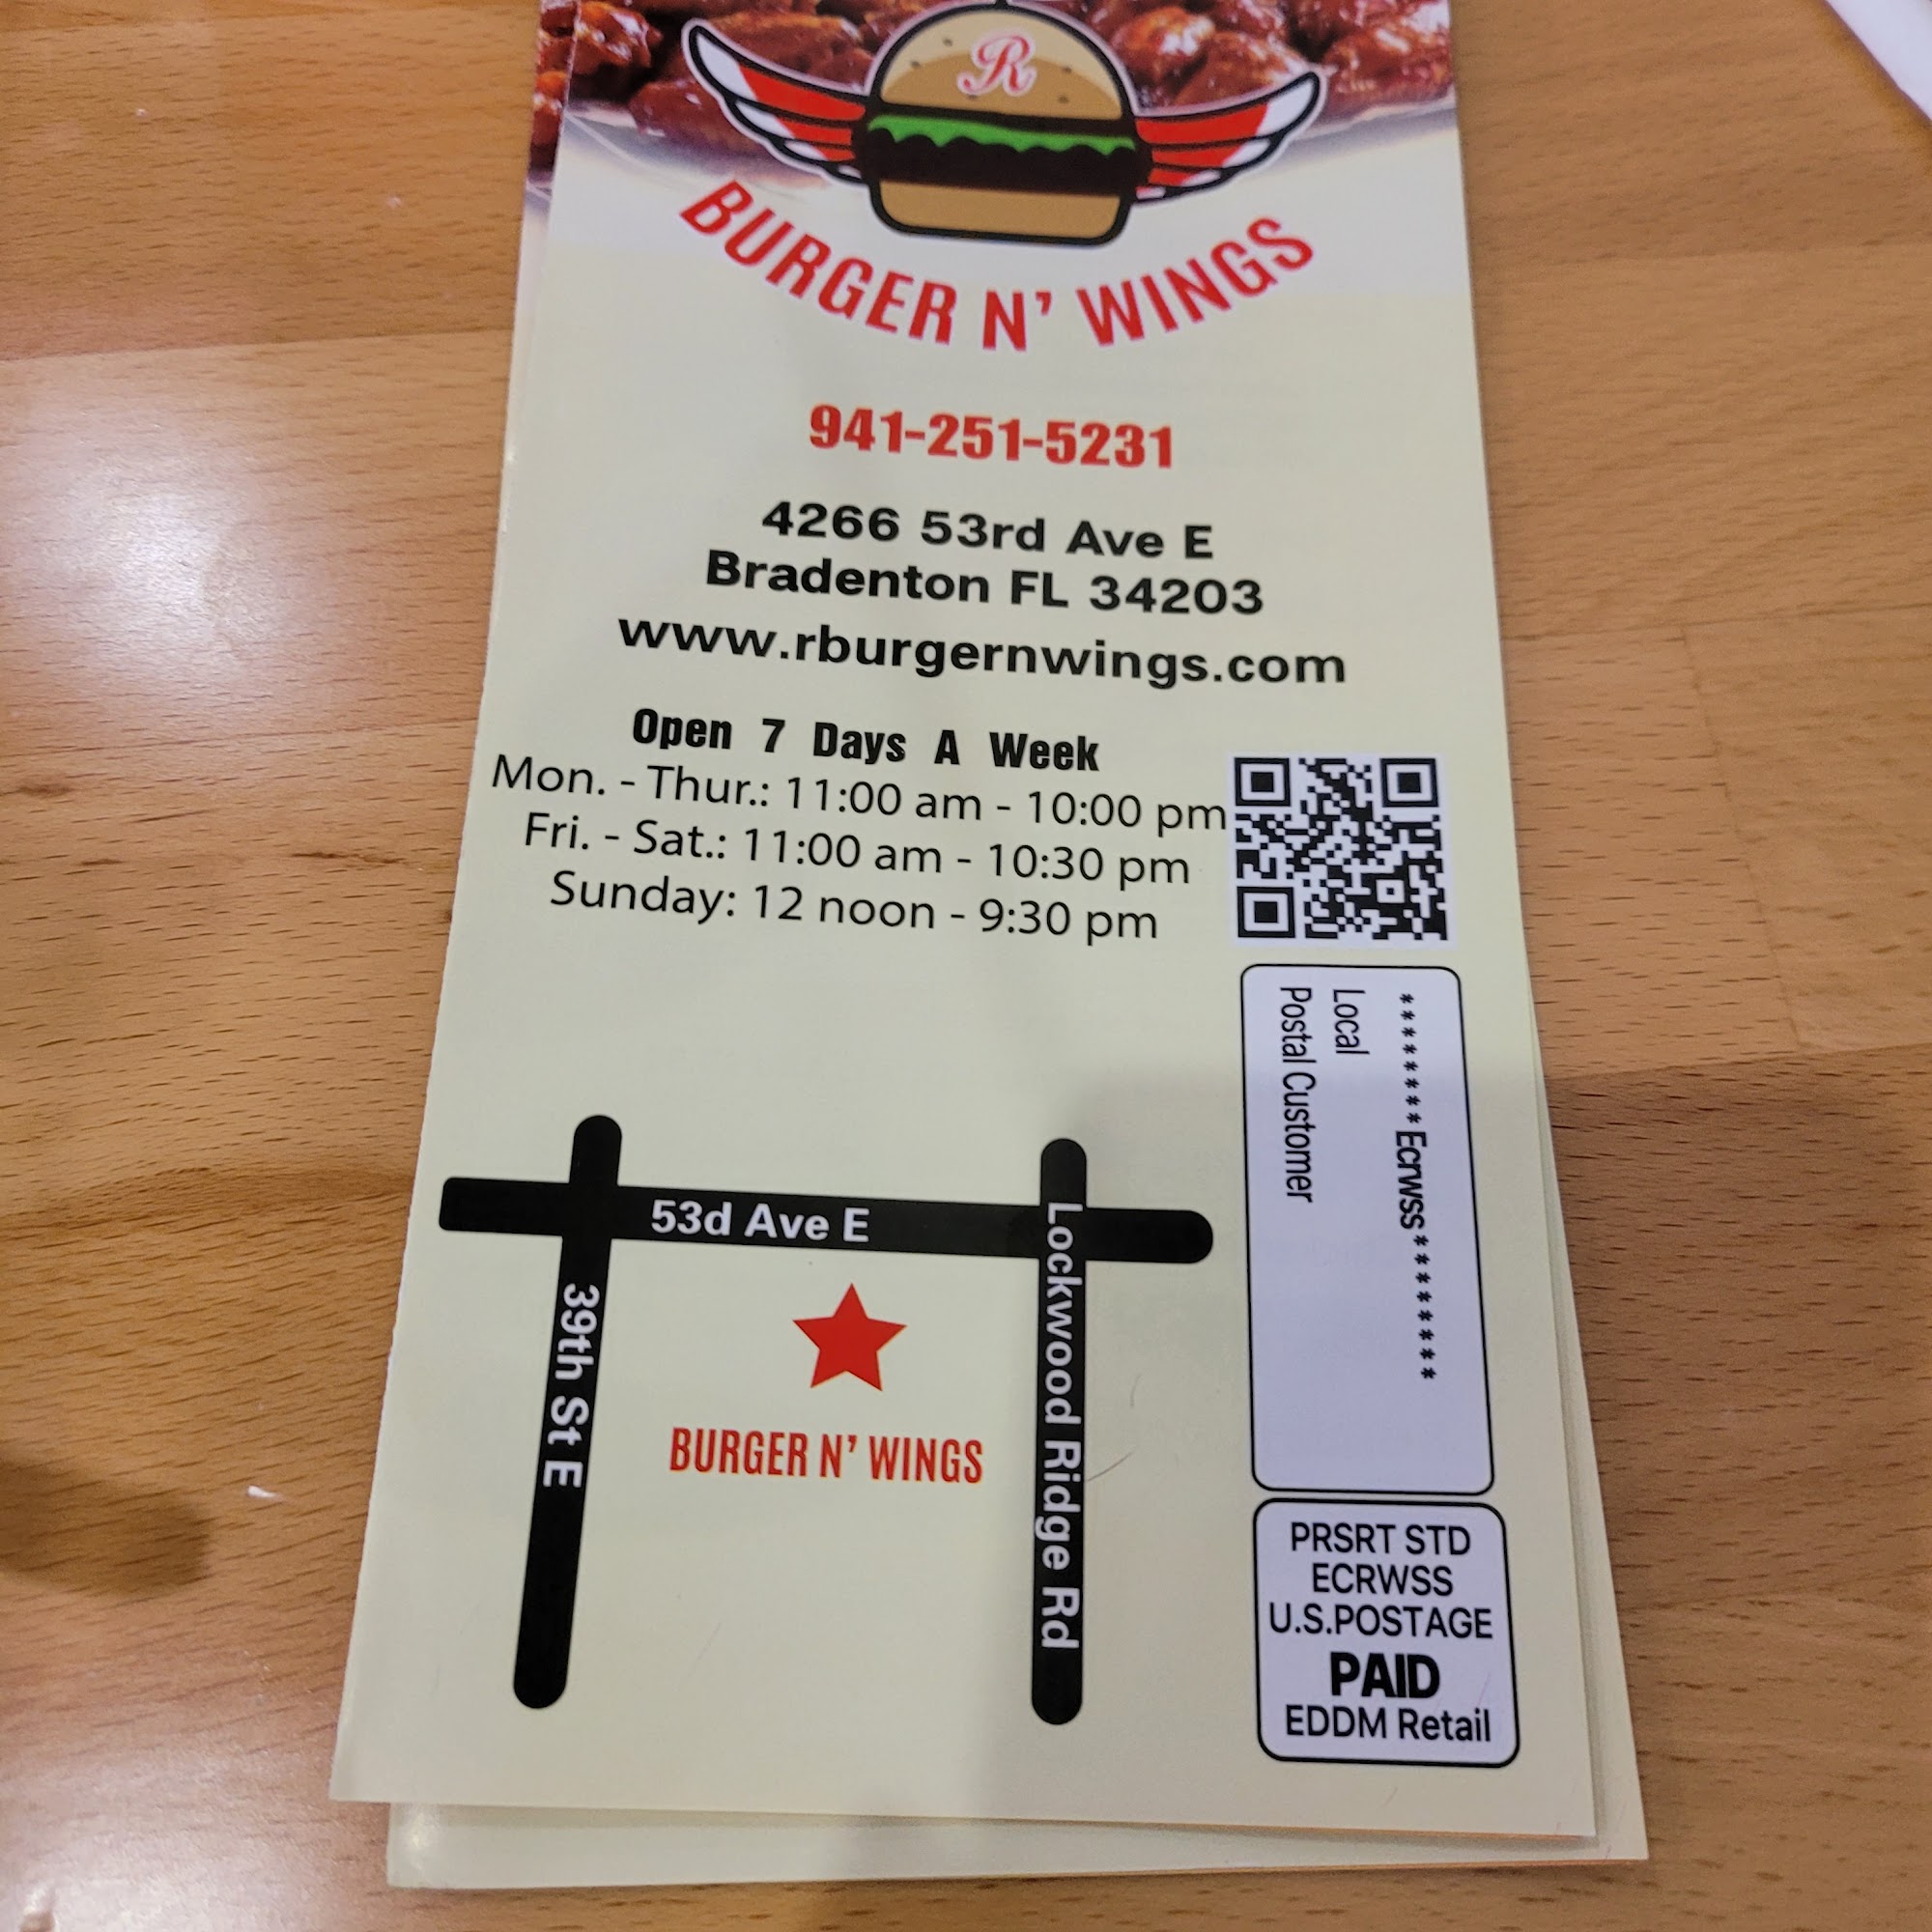 R
BURGER N' WINGS
941-251-5231
4266 53rd Ave E
Bradenton FL 34203
www.rburgernwings.com
Open 7 Days A Week
Mon. - Thur.: 11:00 am - 10:00 pm
Fri. - Sat.: 11:00 am - 10:30 pm
Sunday: 12 noon - 9:30 pm
********Ecrwss**********
Local
Postal Customer
53d Ave E
39th St E
Lockwood Ridge Rd
BURGER N' WINGS
PRSRT STD
ECRWSS
U.S.POSTAGE
PAID
EDDM Retail